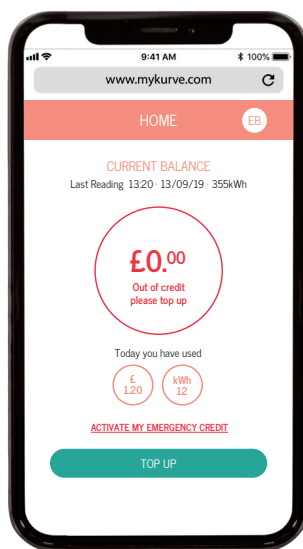 9:41 AM
100%
www.mykurve.com
HOME
EB
CURRENT BALANCE
Last Reading 13:20 · 13/09/19 · 355kWh
£0.00
Out of credit
please top up
Today you have used
£
1.20
kWh
12
ACTIVATE MY EMERGENCY CREDIT
TOP UP